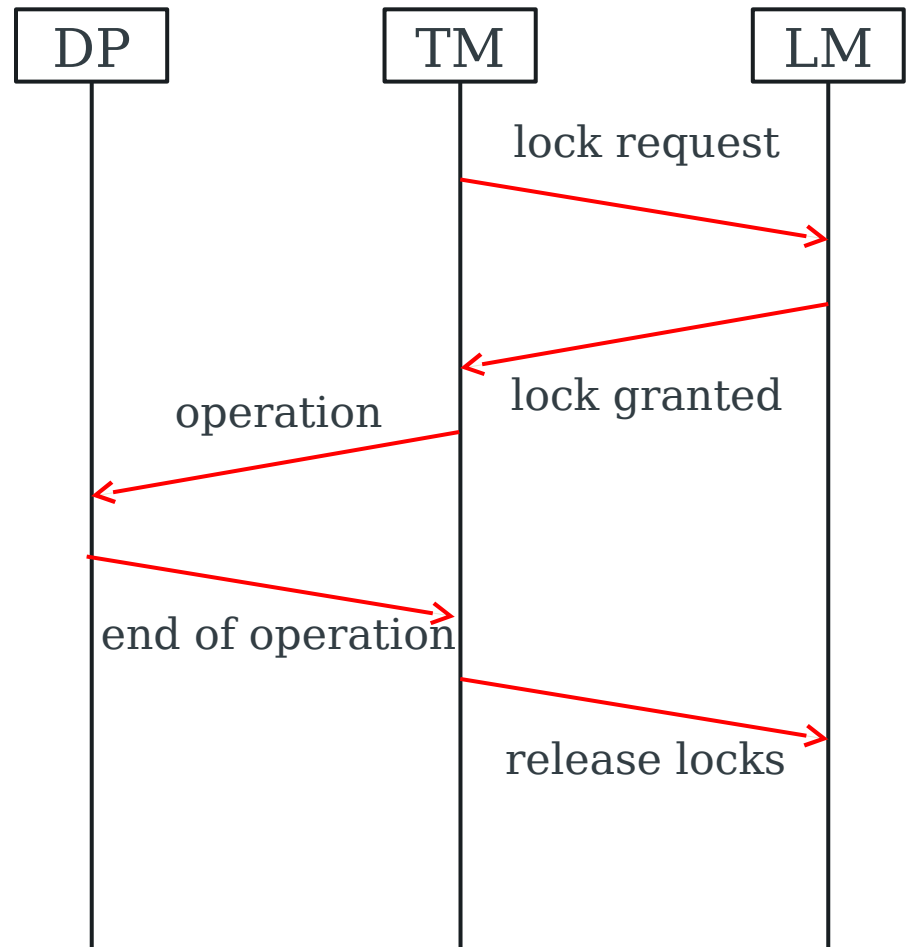 DP
TM
LM
lock request
lock granted
operation
end of operation
release locks